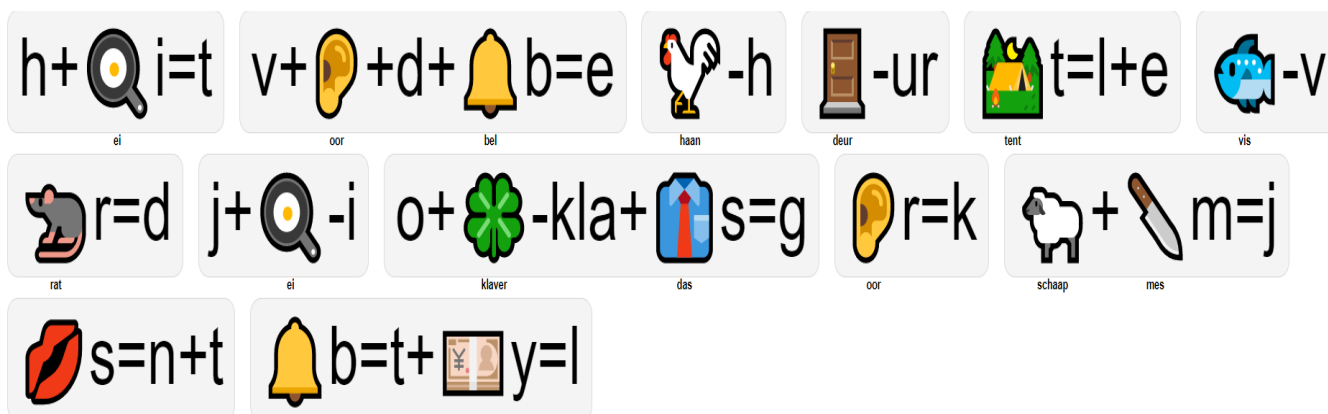 h+ i=t v+ +d+ b=e -h -ur t=l+e -v
ei oor bel haan deur tent vis
r=d j+ -i o+ -kla+ s=g r=k + m=j
rat ei klaver das oor schaap mes
s=n+t b=t+ y=l